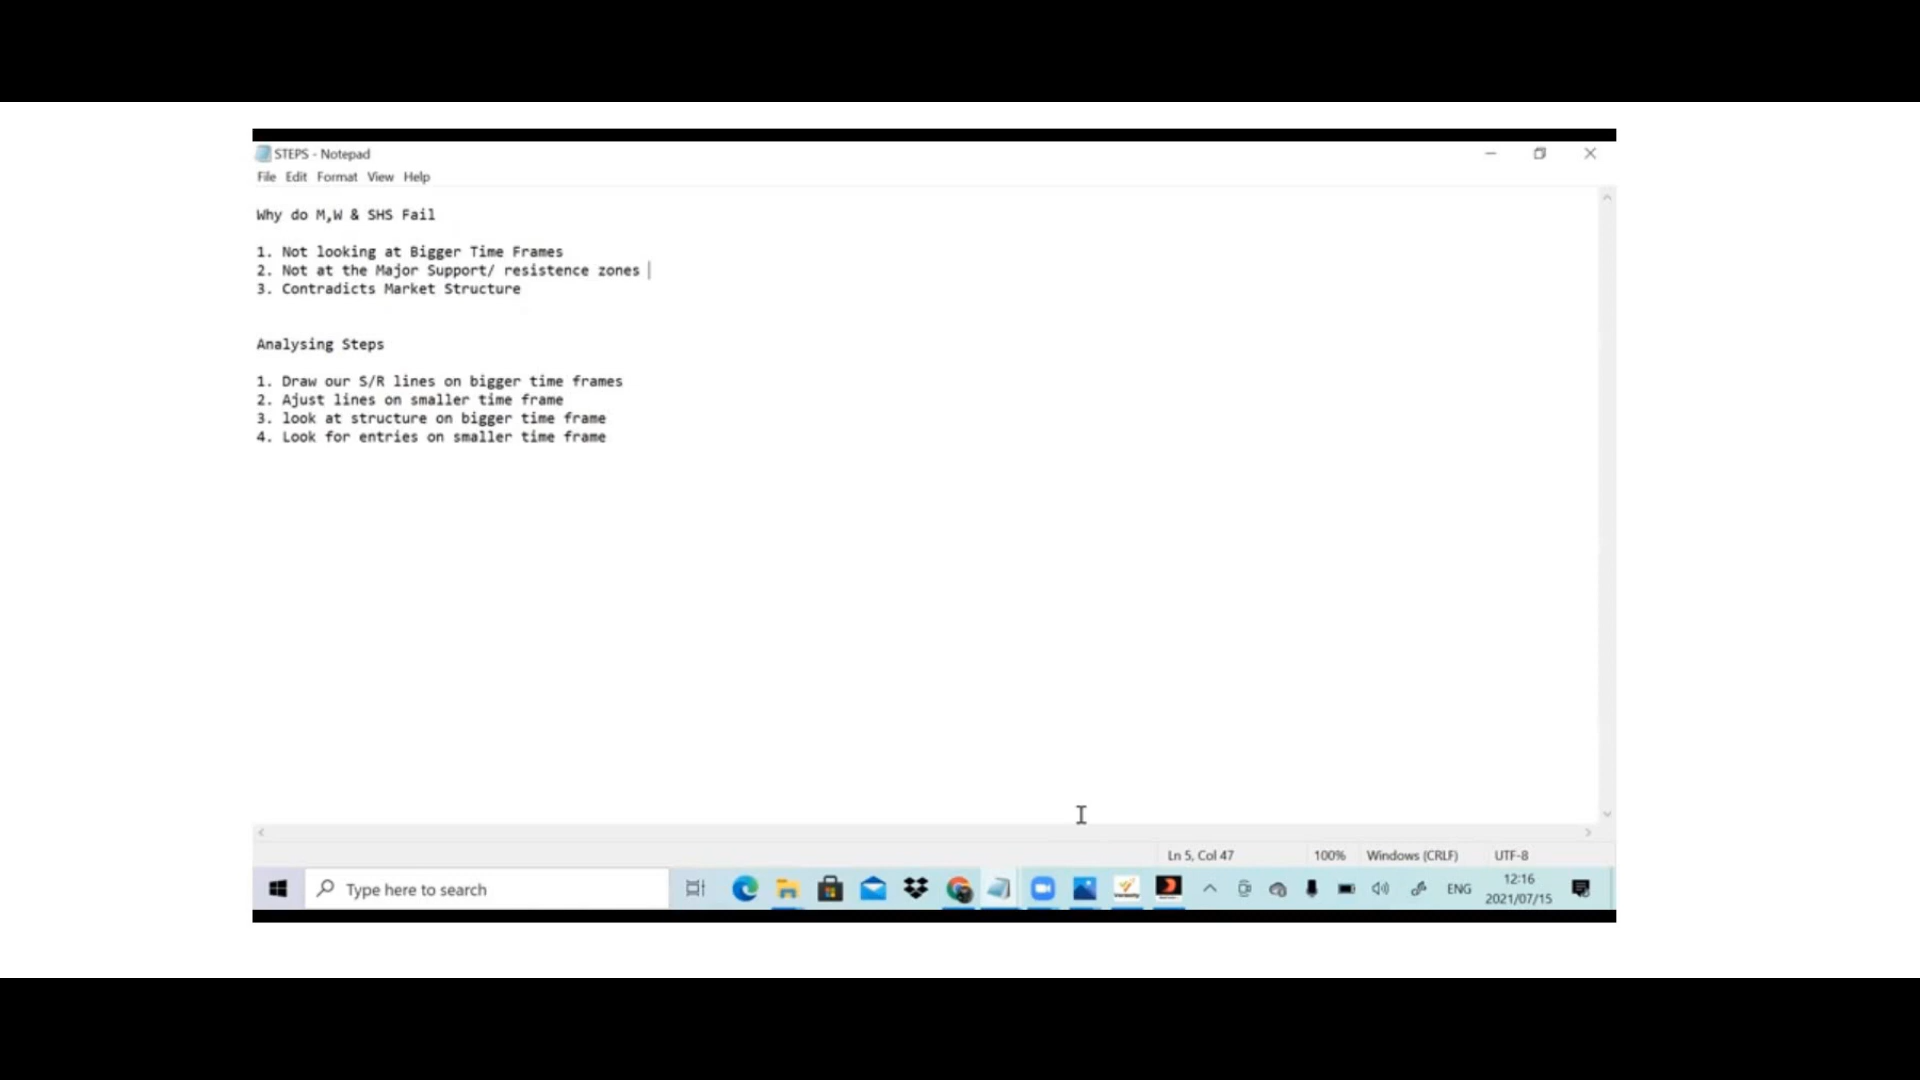 STEPS - Notepad
File Edit Format View Help
Why do M,W & SHS Fail
1. Not looking at Bigger Time Frames
2. Not at the Major Support/ resistence zones
3. Contradicts Market Structure
Analysing Steps
1. Draw our S/R lines on bigger time frames
2. Ajust lines on smaller time frame
3. look at structure on bigger time frame
4. Look for entries on smaller time frame
Ln 5, Col 47 100% Windows (CRLF) UTF-8
Type here to search
ENG
12:16
2021/07/15